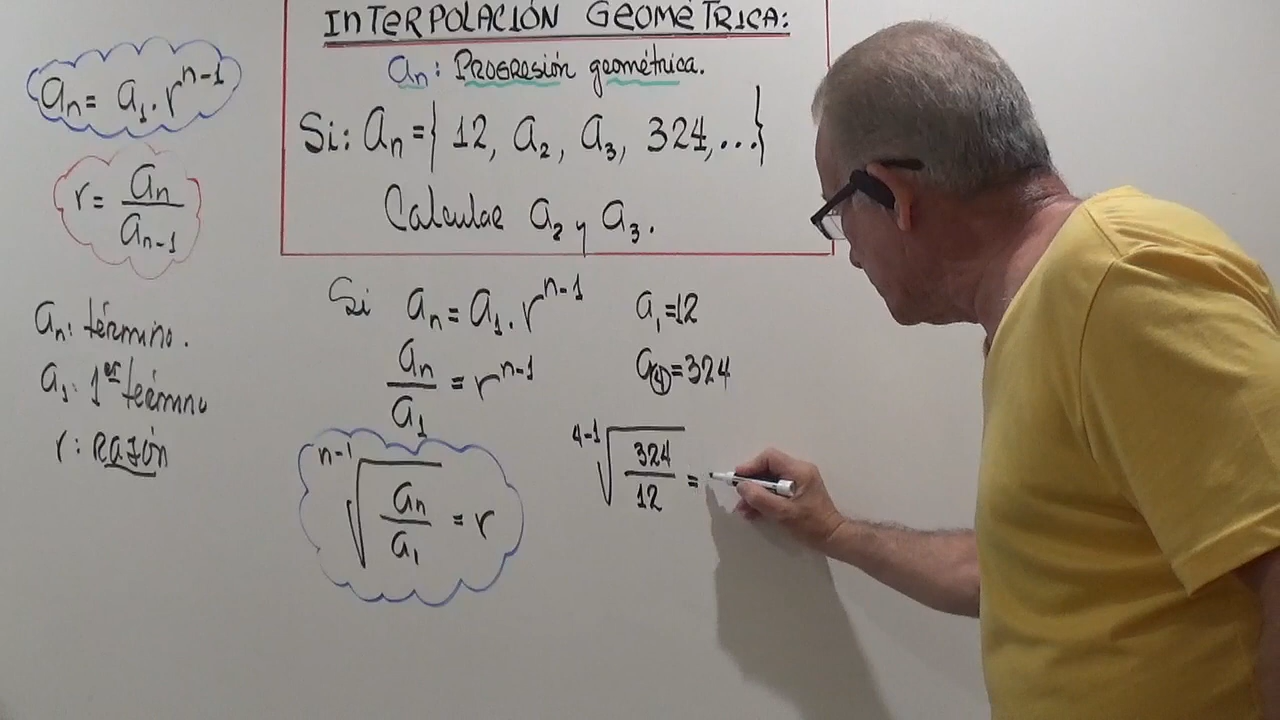 INTERPOLACIÓN GEOMÉTRICA:
an: PROGRESIÓN geométrica.
Si: an = { 12, a2, a3, 324, ...}
Calcular a2 y a3.
an = a1 . r^n-1
r = an / an-1
an: término.
a1: 1er término
r: RAZÓN
Si an = a1 . r^n-1
an / a1 = r^n-1
n-1√(an / a1) = r
a1 = 12
a4 = 324
4-1√(324 / 12) =